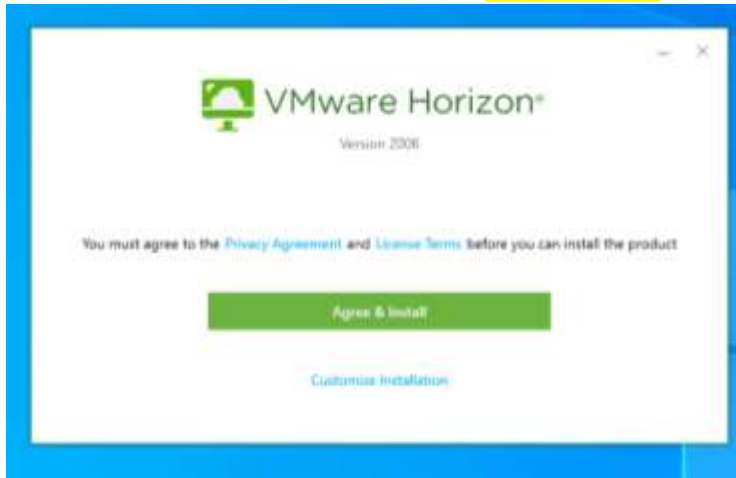 VMware Horizon®
Version 2006
You must agree to the Privacy Agreement and License Terms before you can install the product
Agree & Install
Customize Installation